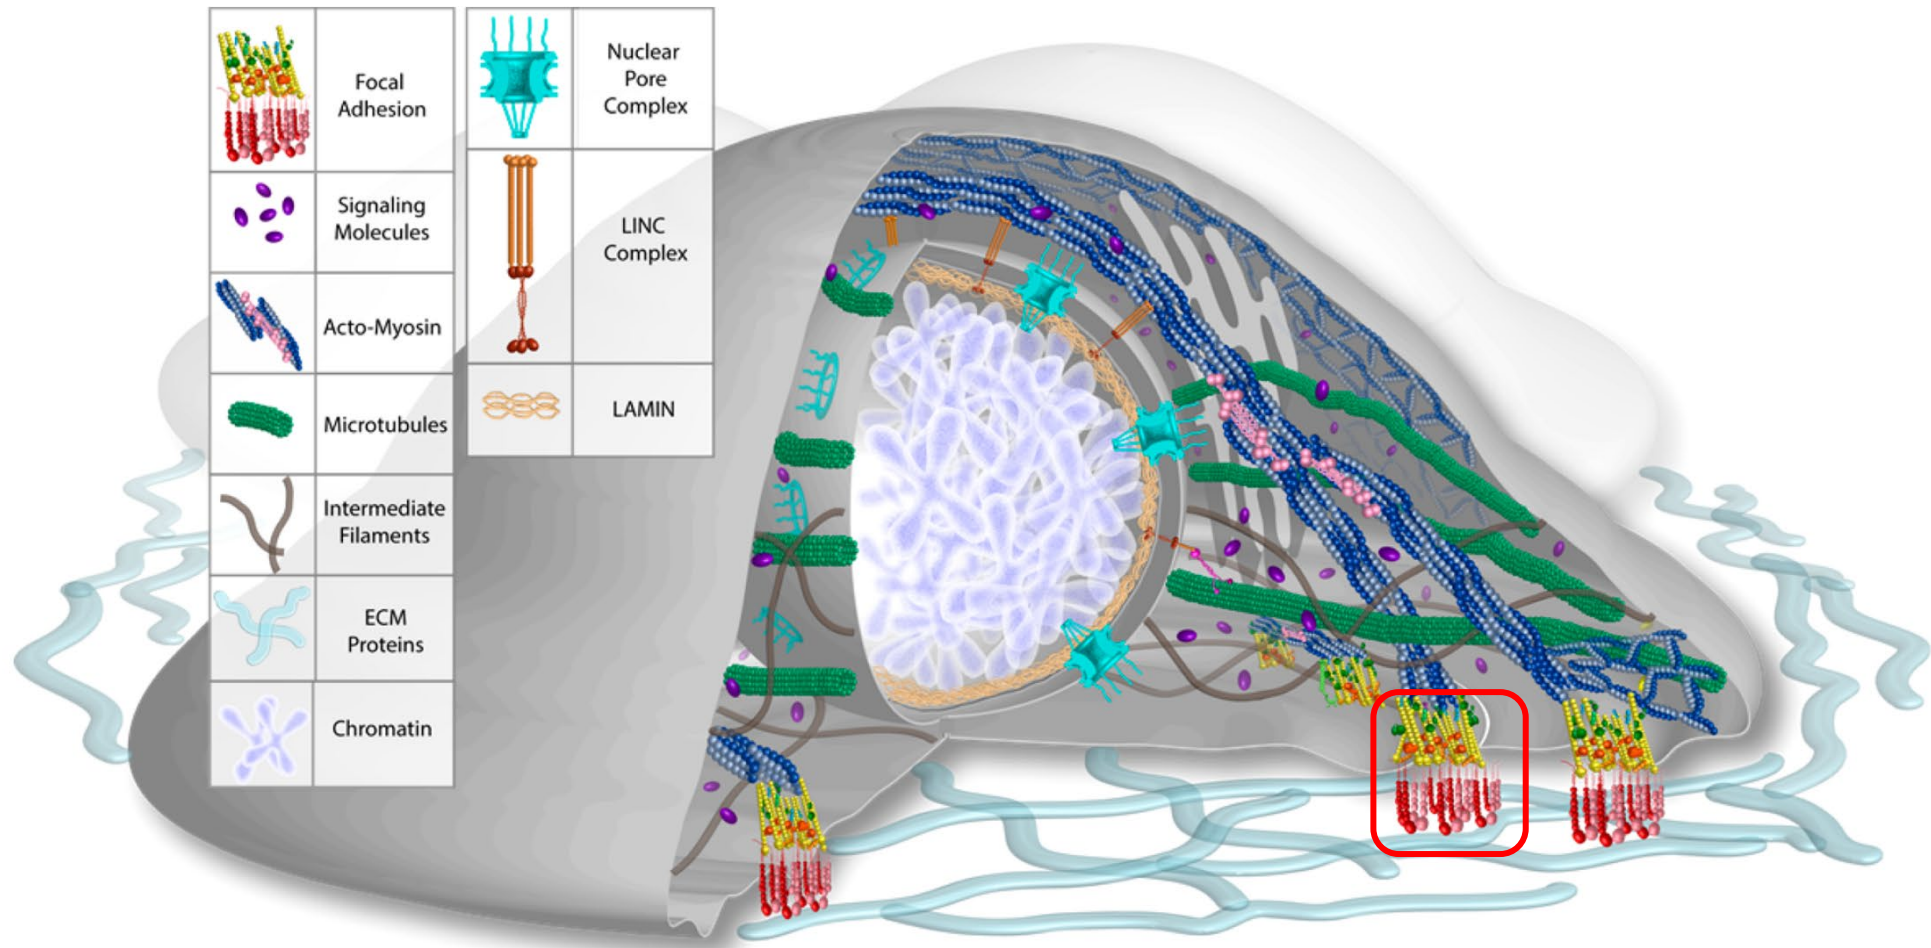 Focal
Adhesion
Signaling
Molecules
Acto-Myosin
Microtubules
Intermediate
Filaments
ECM
Proteins
Chromatin
Nuclear
Pore
Complex
LINC
Complex
LAMIN